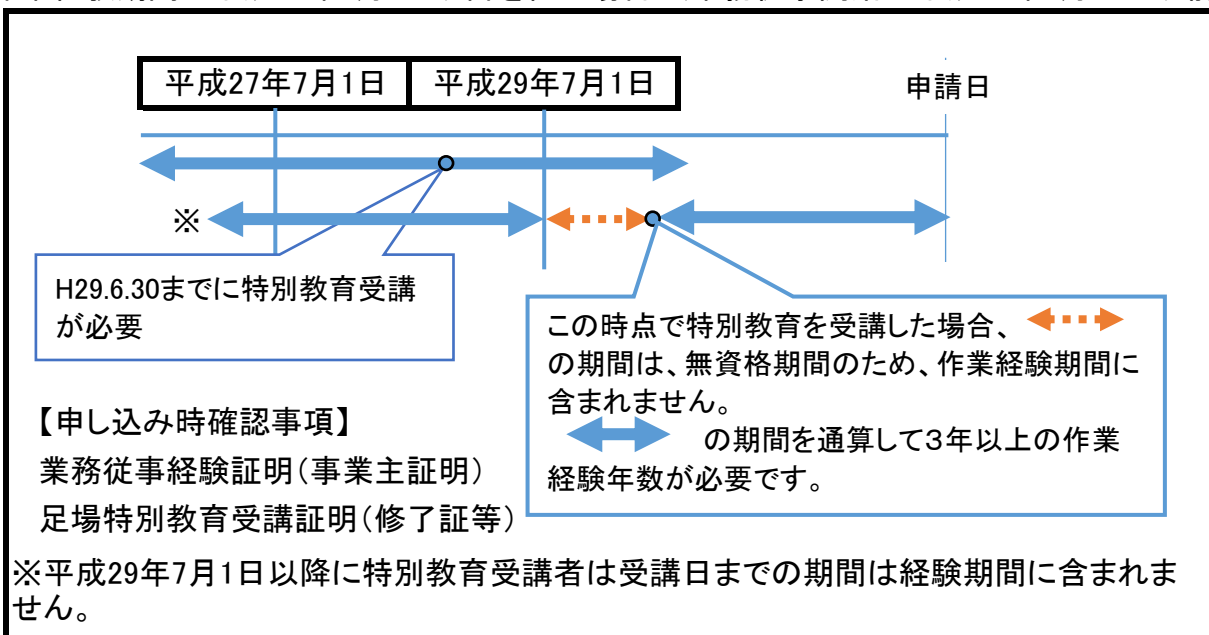 平成27年7月1日
平成29年7月1日
申請日
※
H29.6.30までに特別教育受講
が必要
この時点で特別教育を受講した場合、
の期間は、無資格期間のため、作業経験期間に
含まれません。
の期間を通算して3年以上の作業
経験年数が必要です。
【申し込み時確認事項】
業務従事経験証明(事業主証明)
足場特別教育受講証明(修了証等)
※平成29年7月1日以降に特別教育受講者は受講日までの期間は経験期間に含まれま
せん。